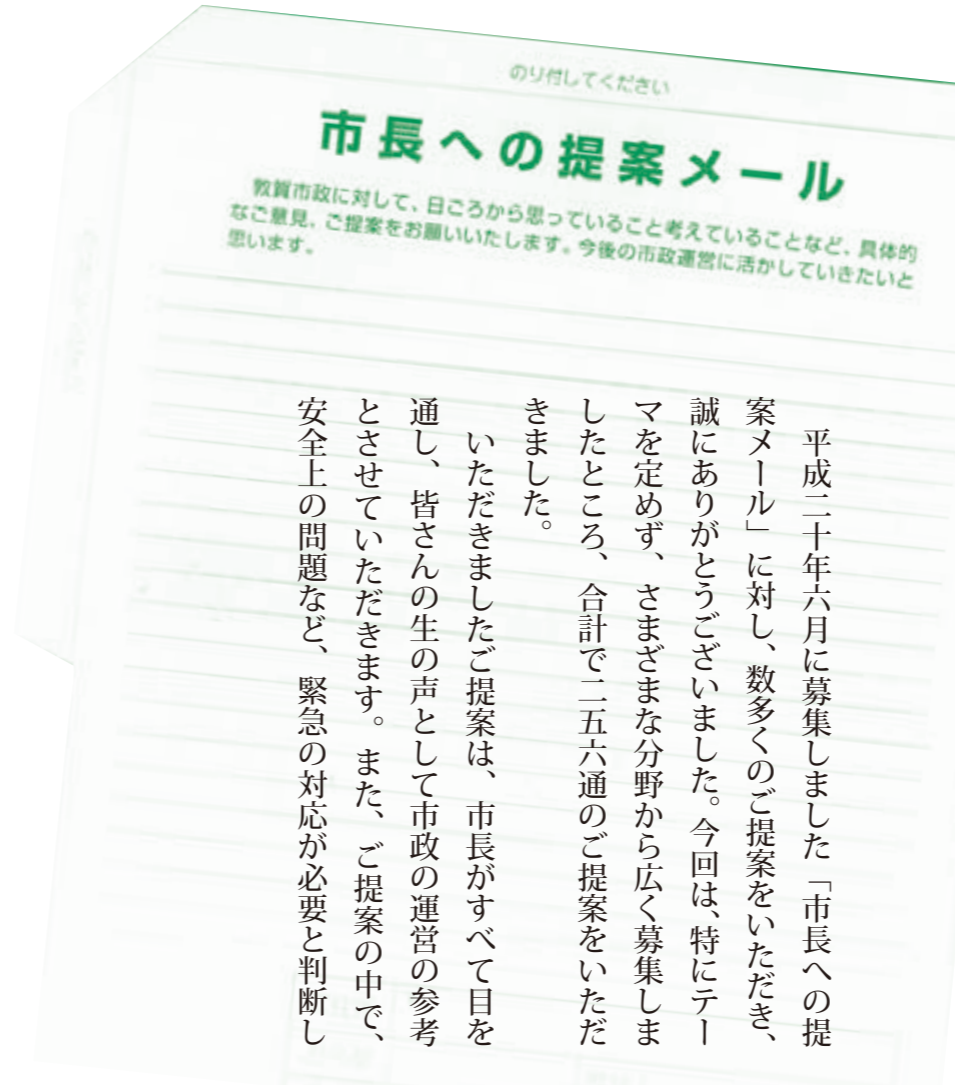 のり付してください
市長への提案メール
敦賀市政に対して、日ごろから思っていること考えていることなど、具体的
なご意見、ご提案をお願いいたします。今後の市政運営に活かしていきたいと
思います。
平成二十年六月に募集しました「市長への提
案メール」に対し、数多くのご提案をいただき、
誠にありがとうございました。今回は、特にテー
マを定めず、さまざまな分野から広く募集しま
したところ、合計で二五六通のご提案をいただ
きました。
いただきましたご提案は、市長がすべて目を
通し、皆さんの生の声として市政の運営の参考
とさせていただきます。また、ご提案の中で、
安全上の問題など、緊急の対応が必要と判断し